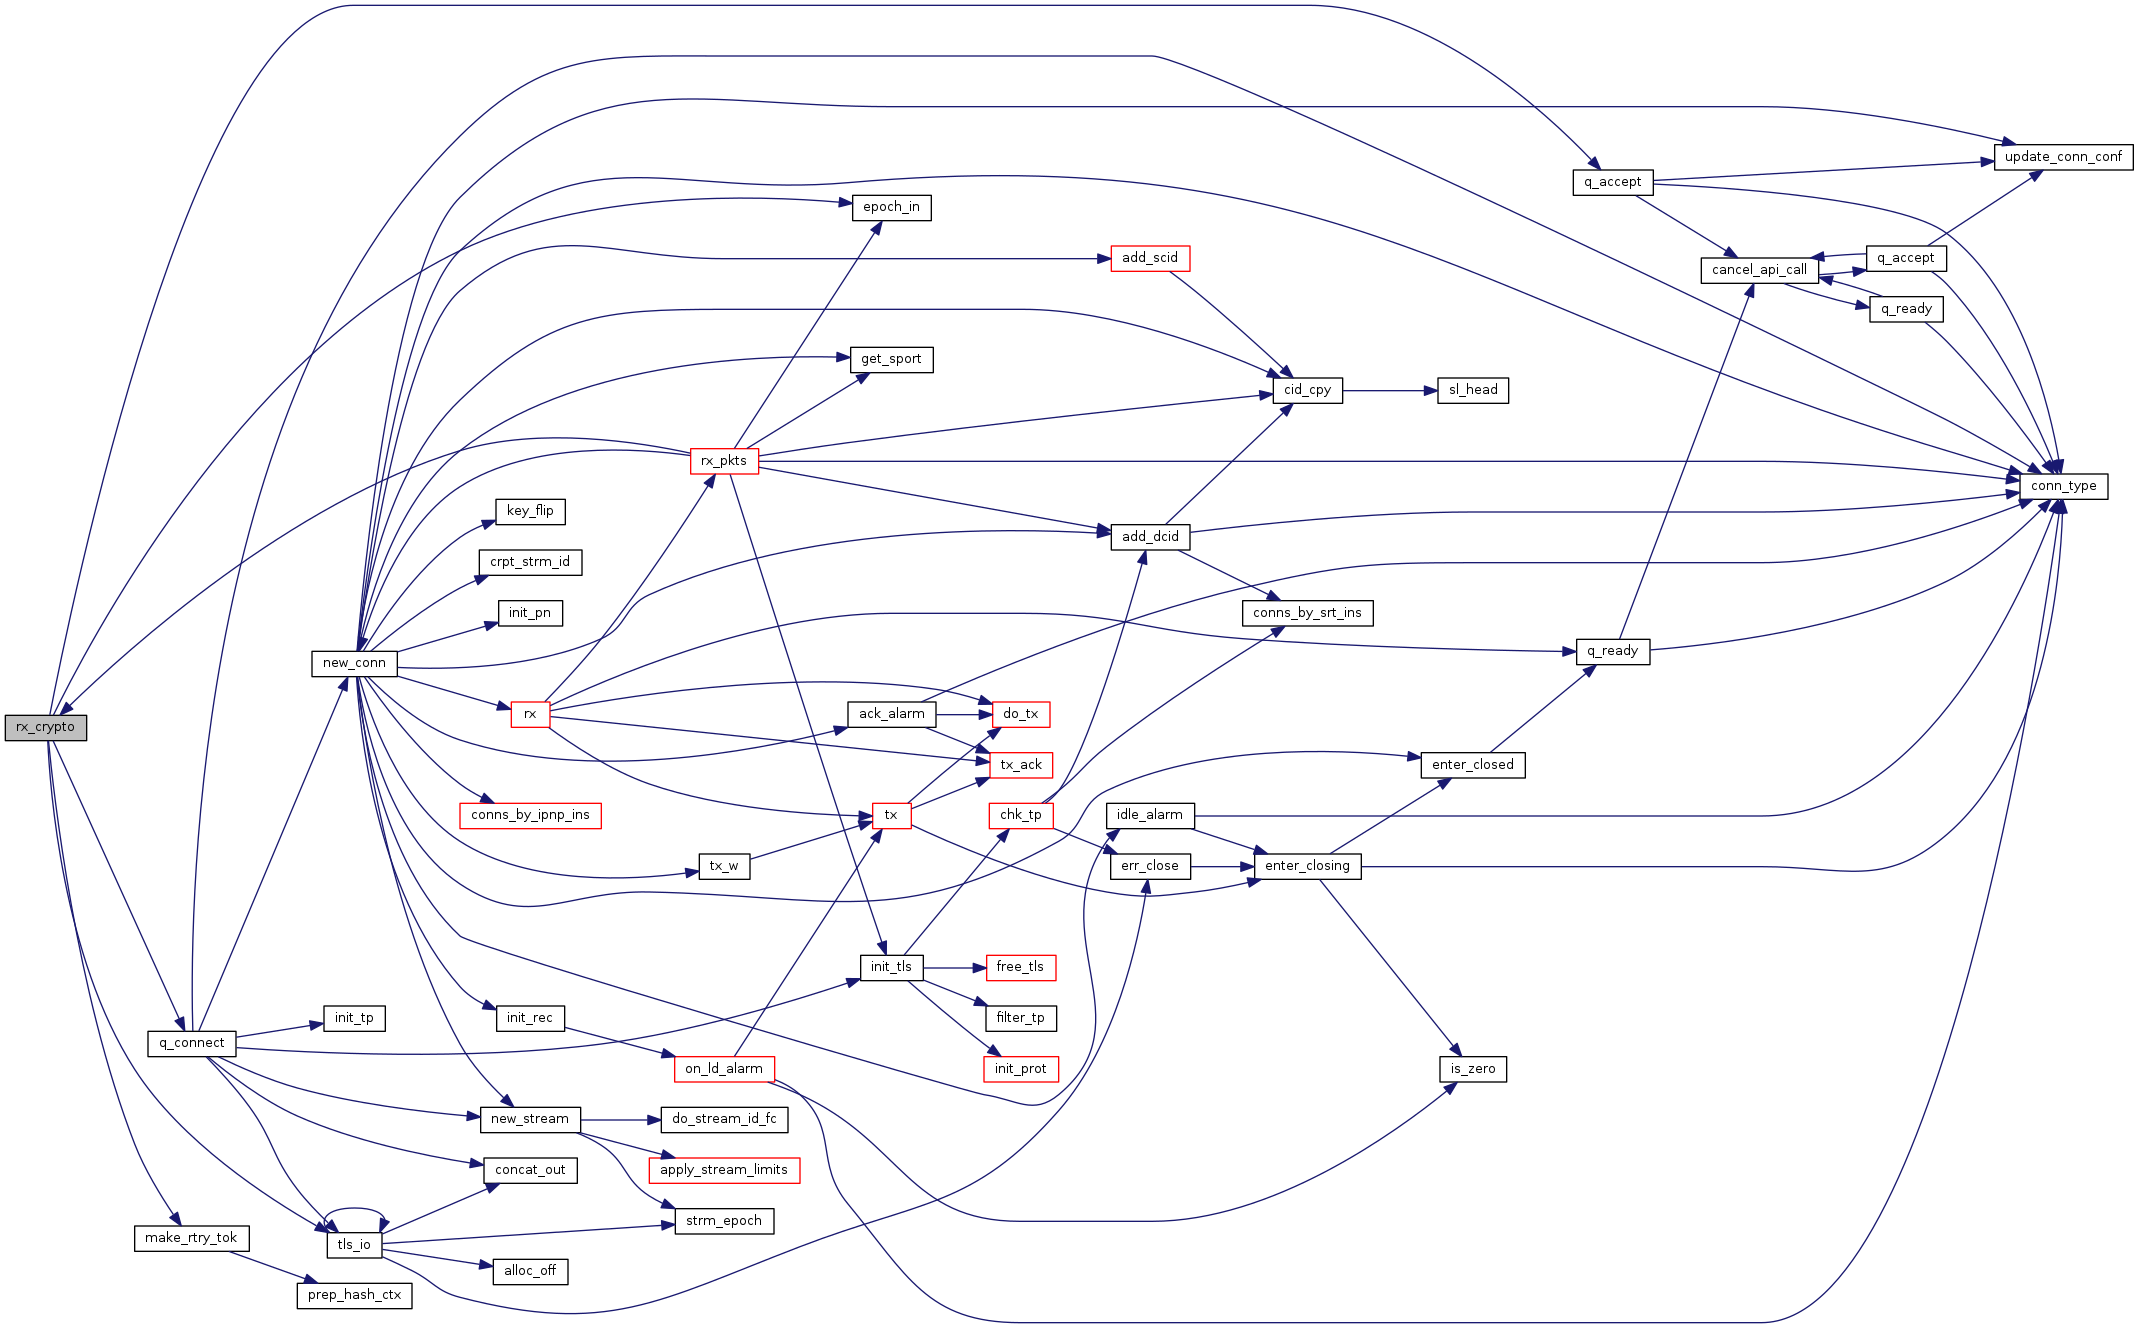 update_conn_conf
q_accept
epoch_in
add_scid
q_accept
cancel_api_call
q_ready
get_sport
cid_cpy
sl_head
rx_pkts
conn_type
key_flip
add_dcid
crpt_strm_id
init_pn
conns_by_srt_ins
new_conn
q_ready
rx_crypto
rx
ack_alarm
do_tx
tx_ack
enter_closed
conns_by_ipnp_ins
tx
chk_tp
idle_alarm
tx_w
err_close
enter_closing
init_tls
free_tls
init_tp
init_rec
filter_tp
q_connect
on_ld_alarm
init_prot
is_zero
new_stream
do_stream_id_fc
concat_out
apply_stream_limits
strm_epoch
make_rtry_tok
tls_io
alloc_off
prep_hash_ctx